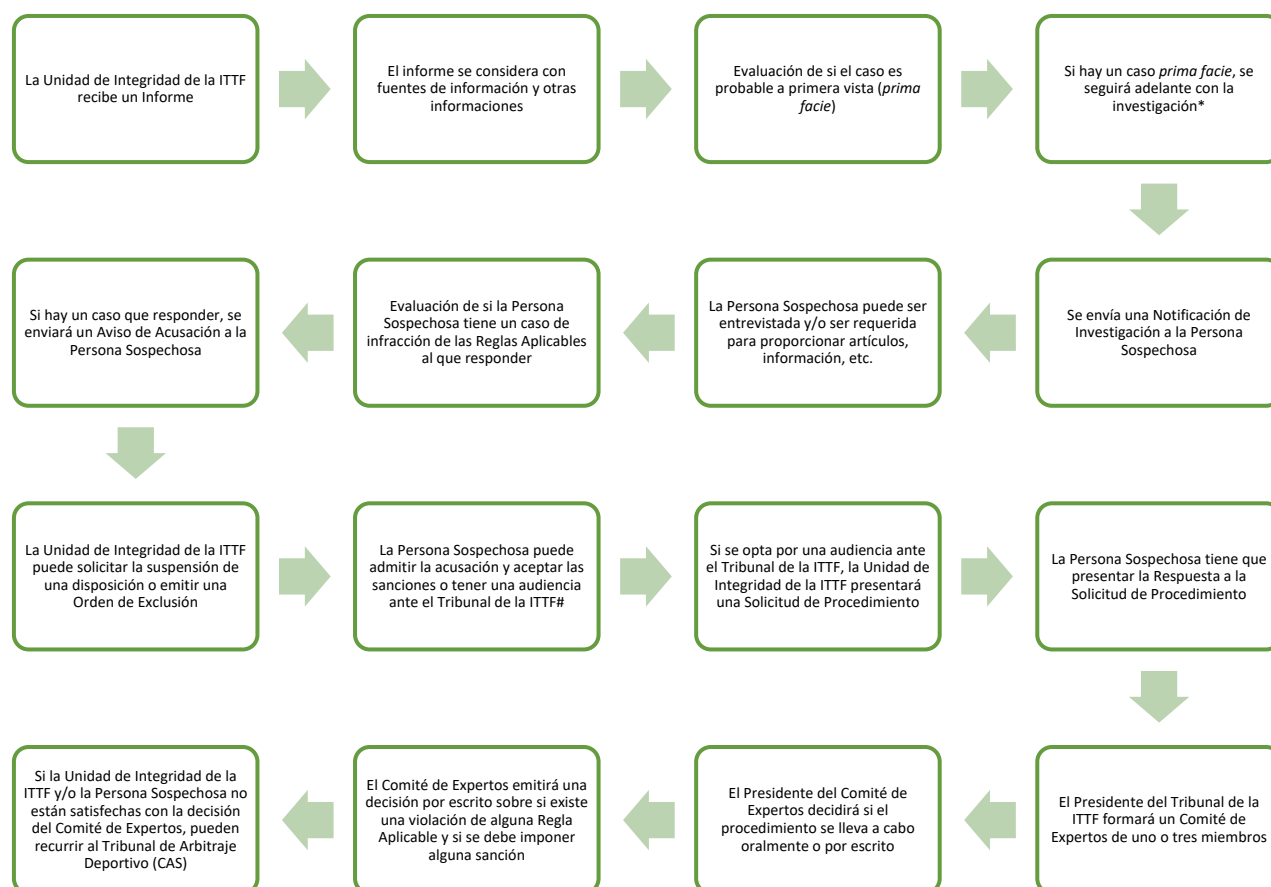 La Unidad de Integridad de la ITTF
recibe un Informe
El informe se considera con
fuentes de información y otras
informaciones
Evaluación de si el caso es
probable a primera vista (prima
facie)
Si hay un caso prima facie, se
seguirá adelante con la
investigación*
Se envía una Notificación de
Investigación a la Persona
Sospechosa
La Persona Sospechosa puede ser
entrevistada y/o ser requerida
para proporcionar artículos,
información, etc.
Evaluación de si la Persona
Sospechosa tiene un caso de
infracción de las Reglas Aplicables
al que responder
Si hay un caso que responder, se
enviará un Aviso de Acusación a la
Persona Sospechosa
La Unidad de Integridad de la ITTF
puede solicitar la suspensión de
una disposición o emitir una
Orden de Exclusión
La Persona Sospechosa puede
admitir la acusación y aceptar las
sanciones o tener una audiencia
ante el Tribunal de la ITTF#
Si se opta por una audiencia ante
el Tribunal de la ITTF, la Unidad de
Integridad de la ITTF presentará
una Solicitud de Procedimiento
La Persona Sospechosa tiene que
presentar la Respuesta a la
Solicitud de Procedimiento
El Presidente del Tribunal de la
ITTF formará un Comité de
Expertos de uno o tres miembros
El Presidente del Comité de
Expertos decidirá si el
procedimiento se lleva a cabo
oralmente o por escrito
El Comité de Expertos emitirá una
decisión por escrito sobre si existe
una violación de alguna Regla
Aplicable y si se debe imponer
alguna sanción
Si la Unidad de Integridad de la
ITTF y/o la Persona Sospechosa no
están satisfechas con la decisión
del Comité de Expertos, pueden
recurrir al Tribunal de Arbitraje
Deportivo (CAS)